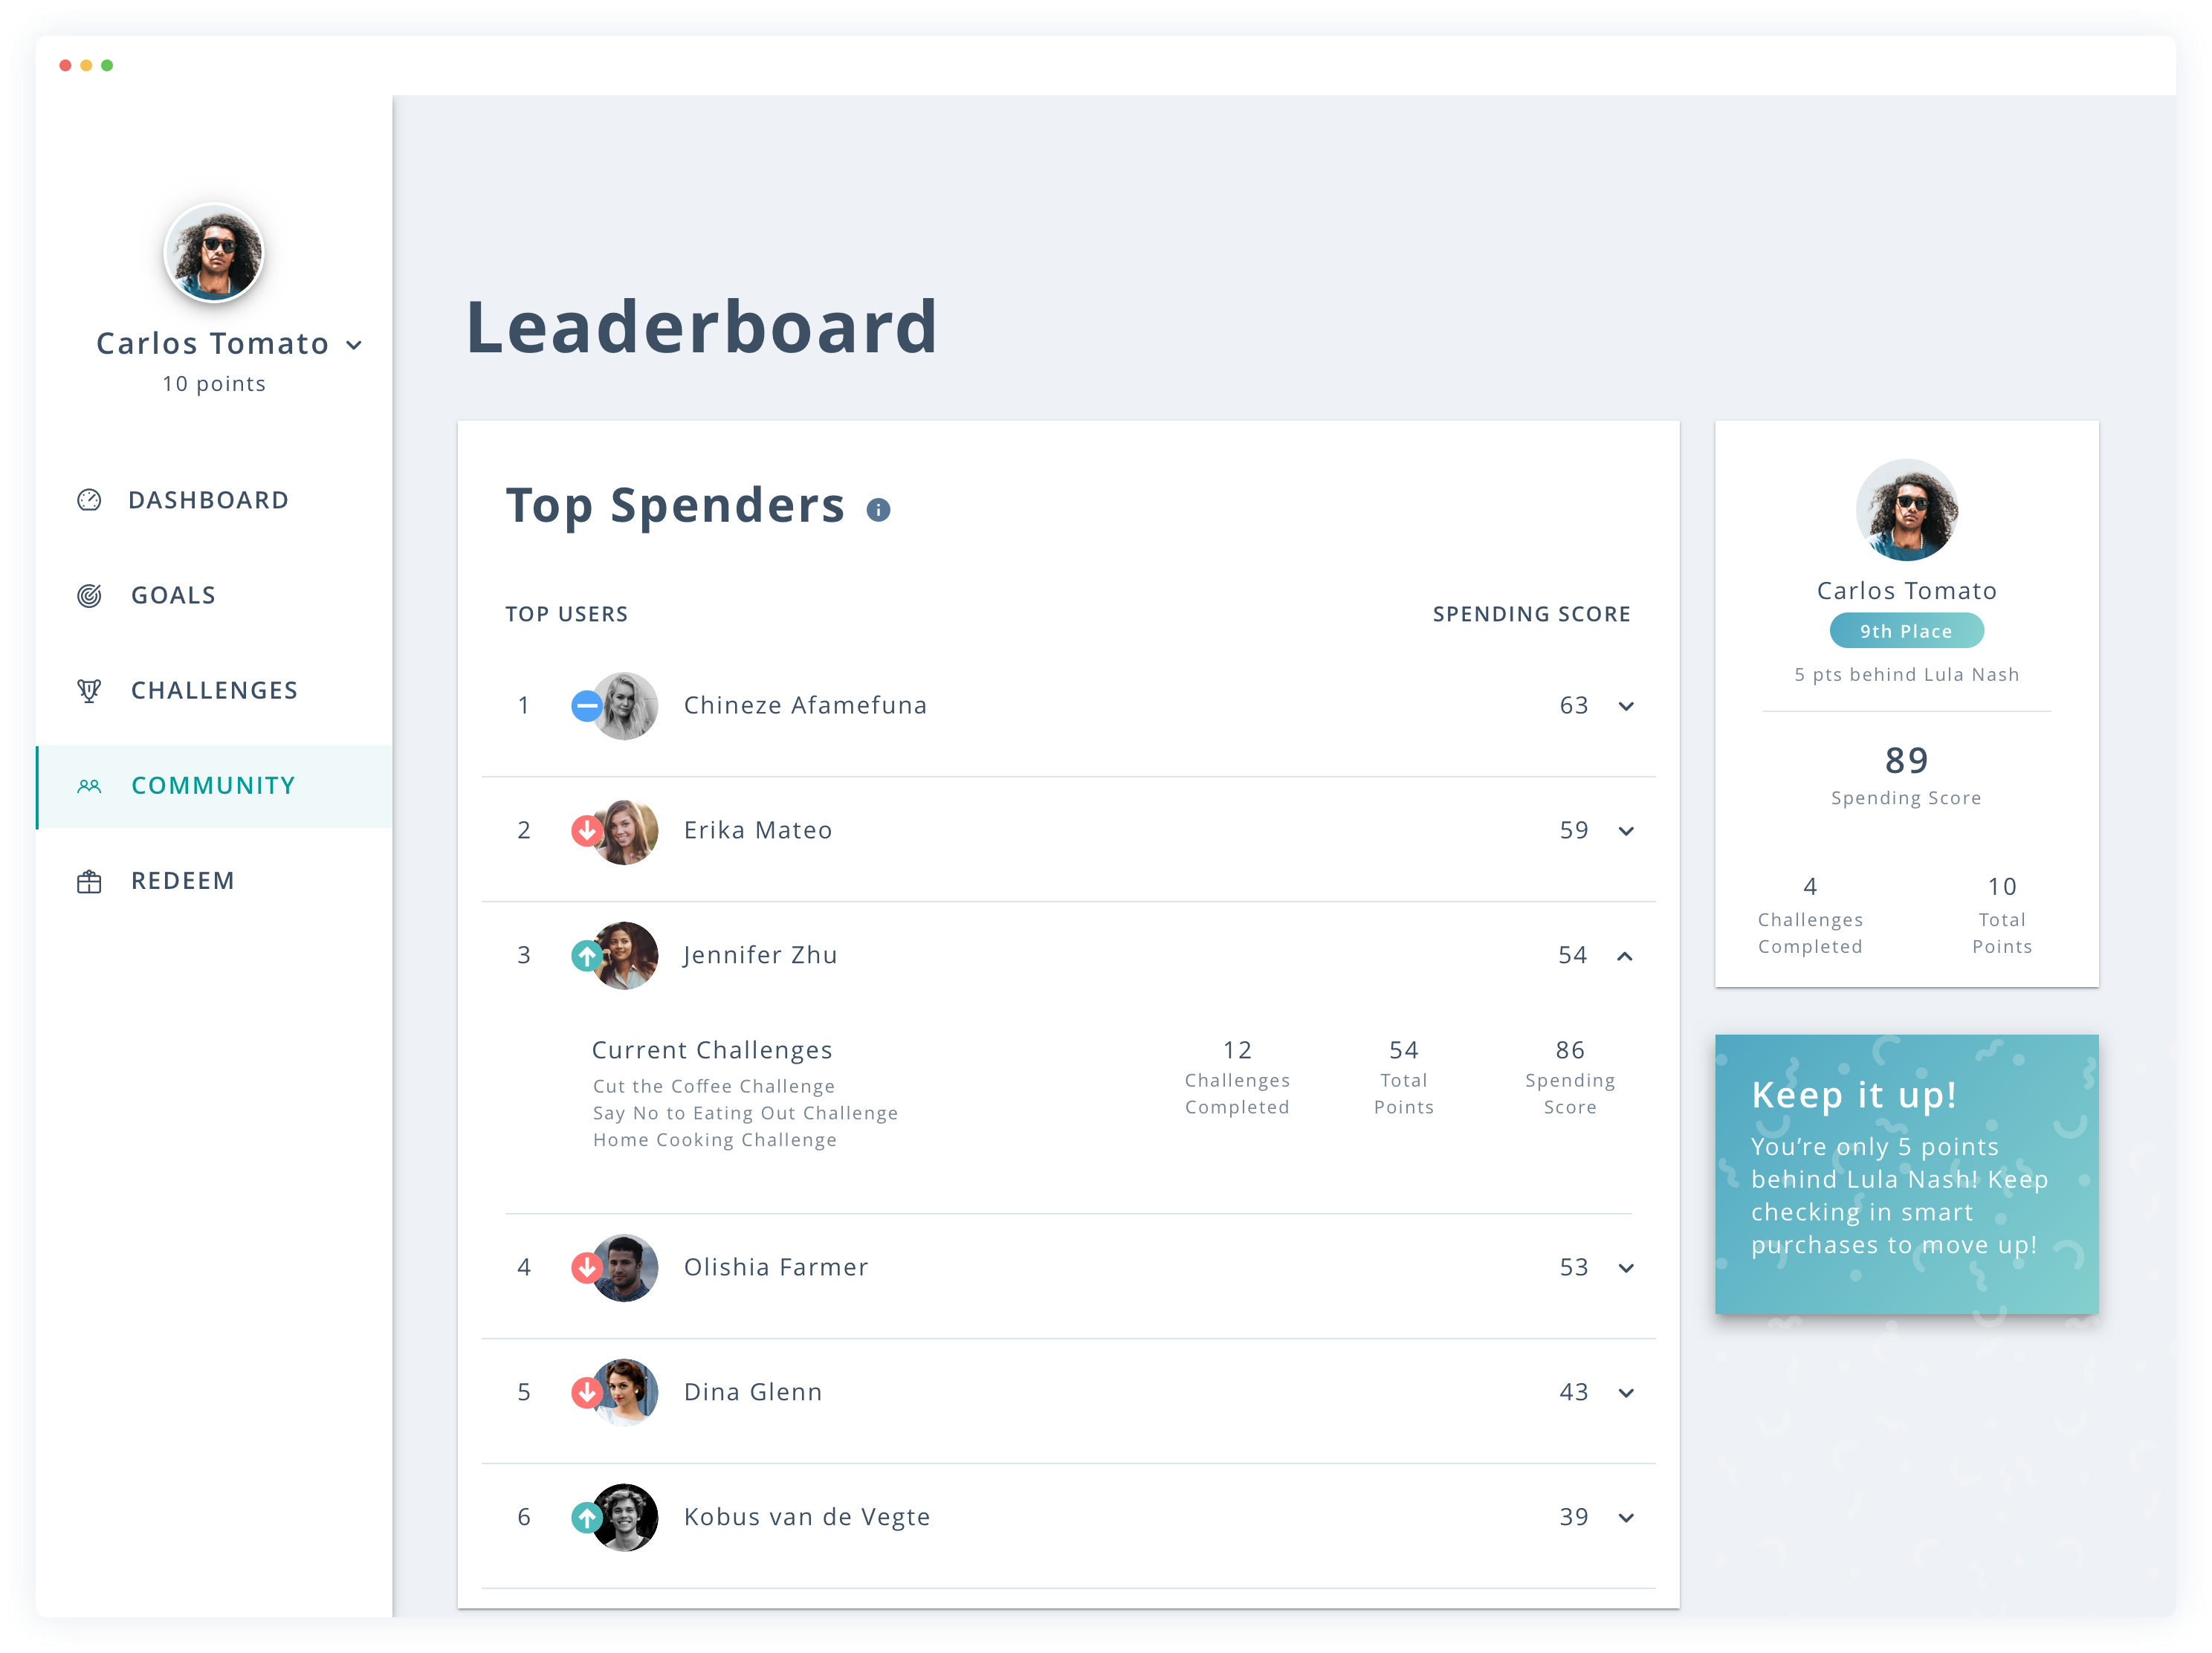 Carlos Tomato
10 points
DASHBOARD
GOALS
CHALLENGES
COMMUNITY
REDEEM
Leaderboard
Top Spenders i
TOP USERS SPENDING SCORE
1 Chineze Afamefuna 63
2 Erika Mateo 59
3 Jennifer Zhu 54
Current Challenges
Cut the Coffee Challenge
Say No to Eating Out Challenge
Home Cooking Challenge
12
Challenges
Completed
54
Total
Points
86
Spending
Score
4 Olishia Farmer 53
5 Dina Glenn 43
6 Kobus van de Vegte 39
Carlos Tomato
9th Place
5 pts behind Lula Nash
89
Spending Score
4
Challenges
Completed
10
Total
Points
Keep it up!
You’re only 5 points
behind Lula Nash! Keep
checking in smart
purchases to move up!